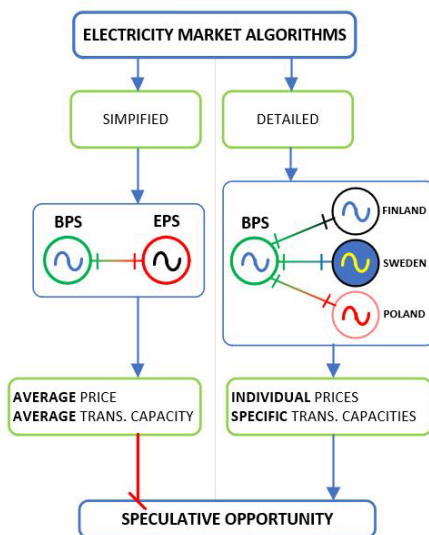 ELECTRICITY MARKET ALGORITHMS
SIMPIFIED
DETAILED
BPS
EPS
BPS
FINLAND
SWEDEN
POLAND
AVERAGE PRICE
AVERAGE TRANS. CAPACITY
INDIVIDUAL PRICES
SPECIFIC TRANS. CAPACITIES
SPECULATIVE OPPORTUNITY